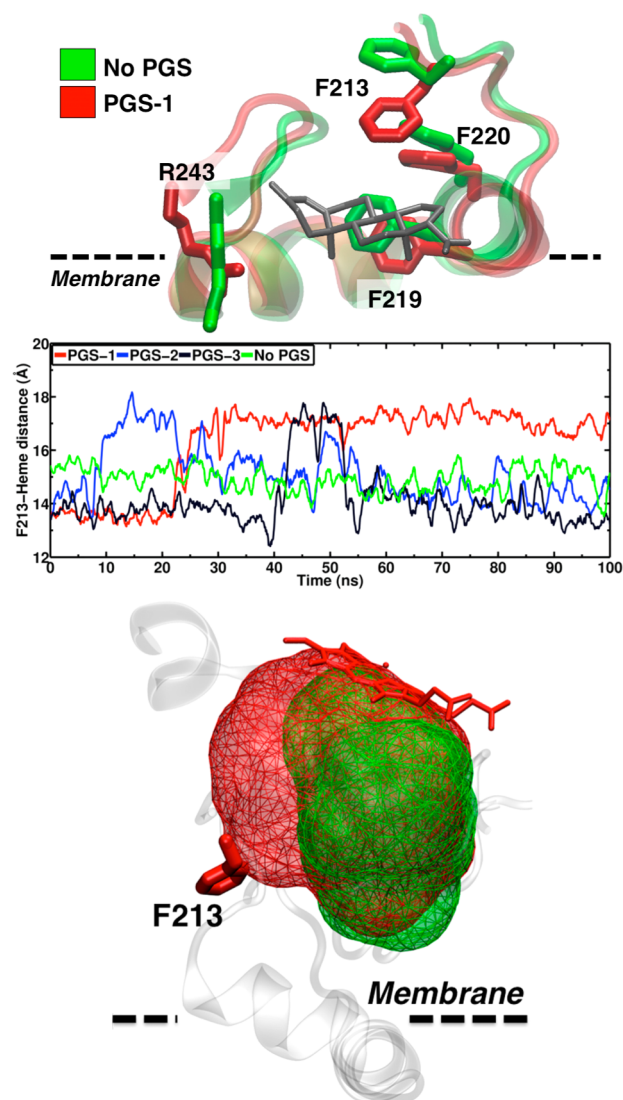 No PGS
PGS-1
F213
F220
R243
Membrane
F219
F213-Heme distance (Å)
20
18
16
14
12
PGS-1 PGS-2 PGS-3 No PGS
0 10 20 30 40 50 60 70 80 90 100
Time (ns)
F213
Membrane